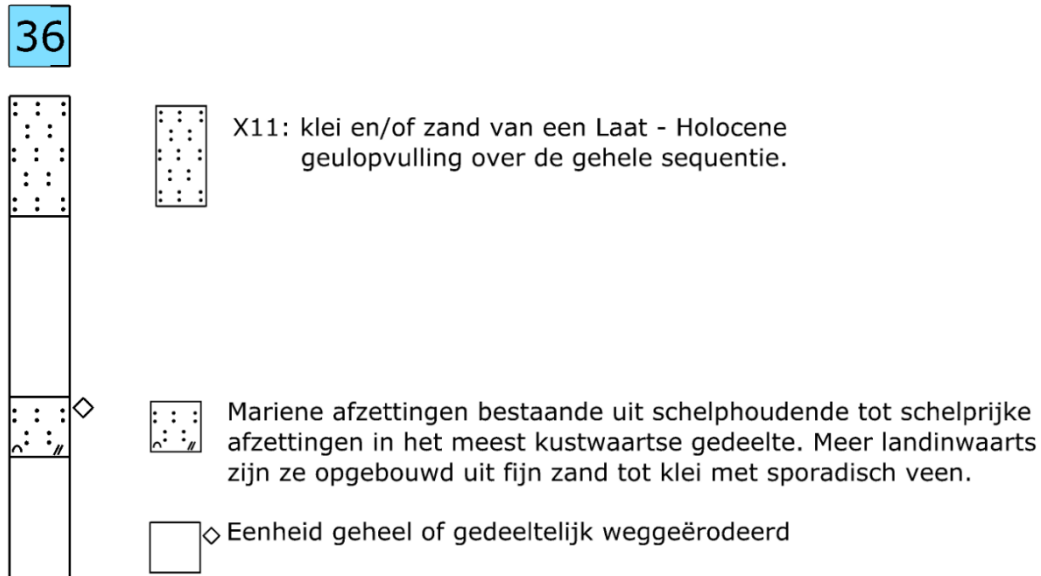 36
X11: klei en/of zand van een Laat - Holocene
geulopvulling over de gehele sequentie.
Mariene afzettingen bestaande uit schelphoudende tot schelprijke
afzettingen in het meest kustwaartse gedeelte. Meer landinwaarts
zijn ze opgebouwd uit fijn zand tot klei met sporadisch veen.
Eenheid geheel of gedeeltelijk weggeërodeerd